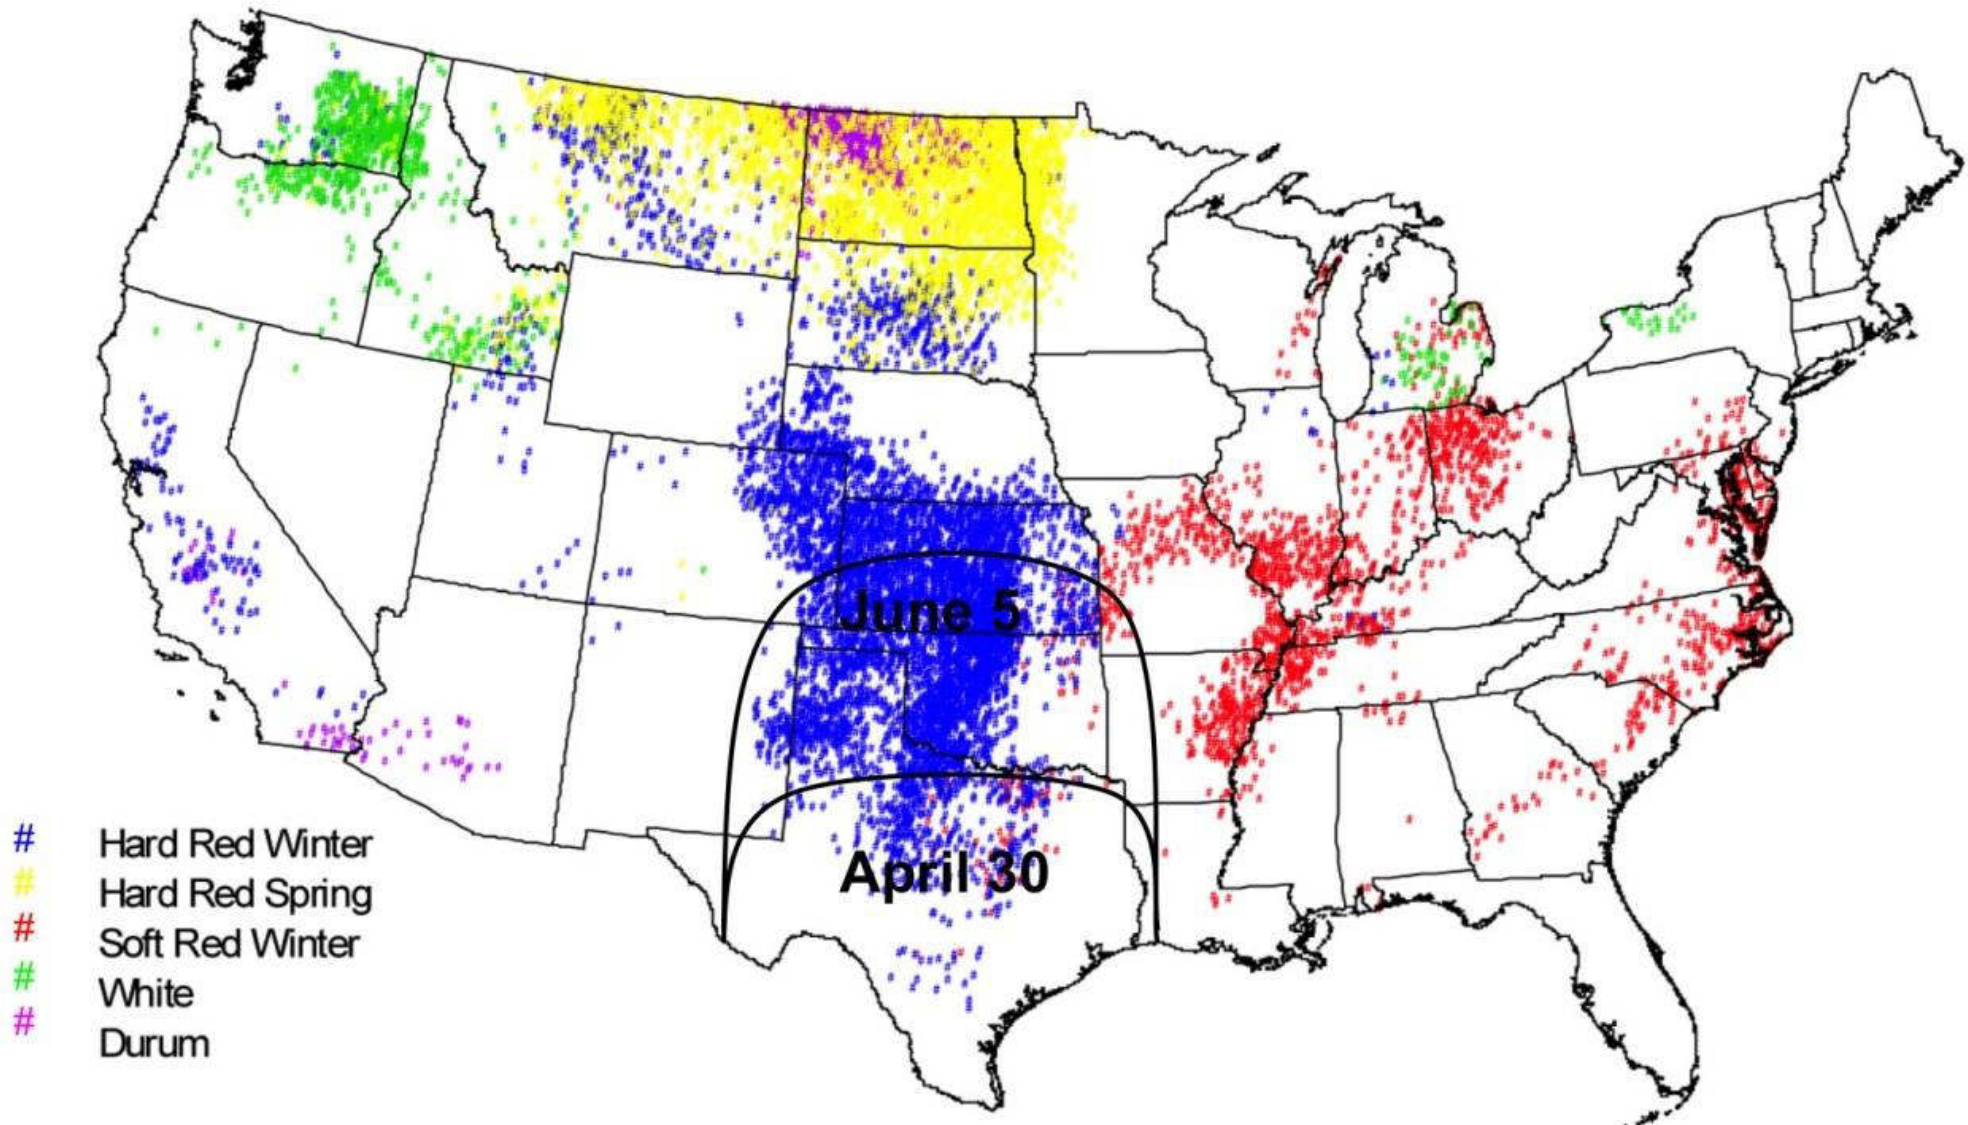 June 5
April 30
# Hard Red Winter
# Hard Red Spring
# Soft Red Winter
# White
# Durum